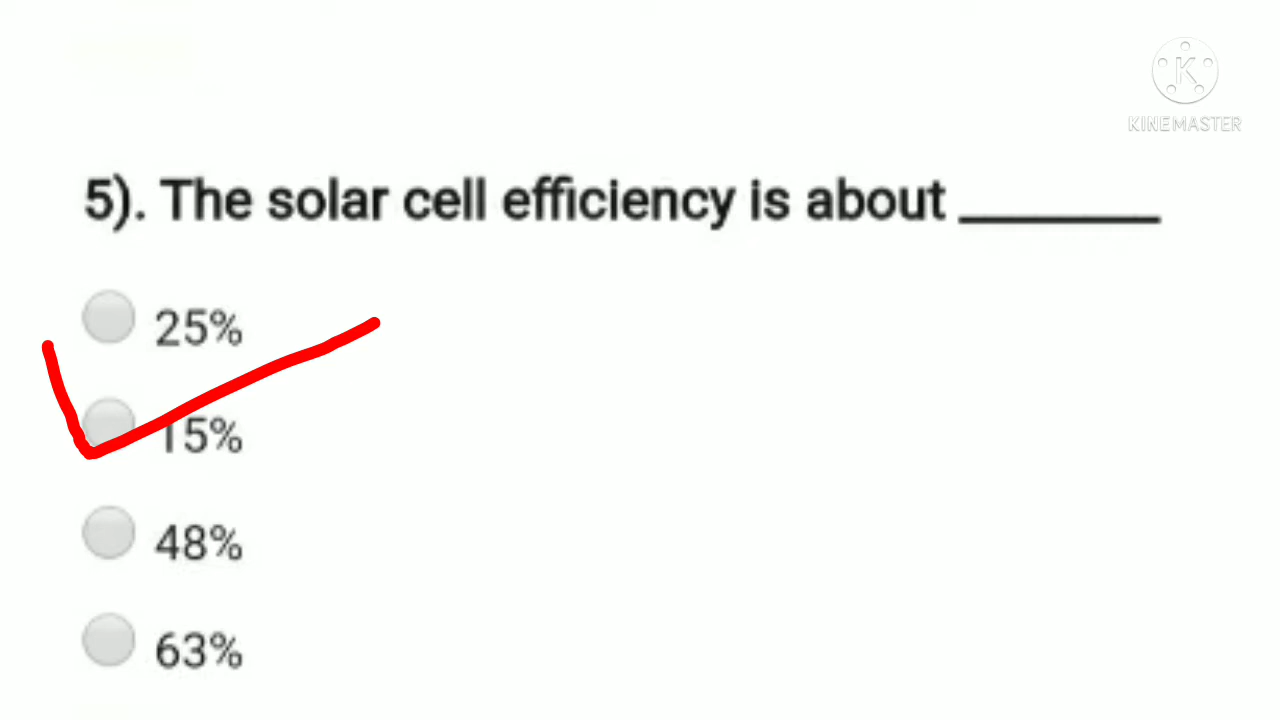 KINEMASTER
5). The solar cell efficiency is about ________
25%
15%
48%
63%